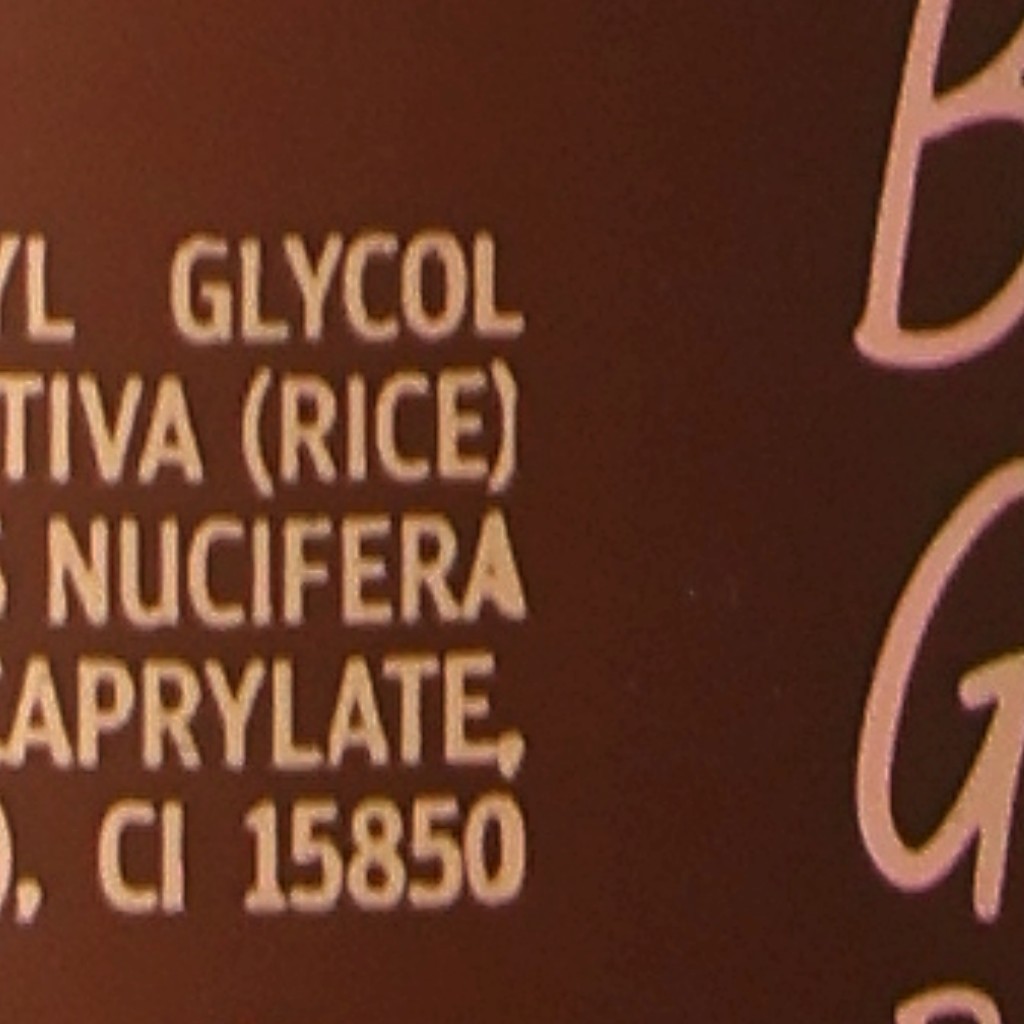 YL GLYCOL
TIVA (RICE)
S NUCIFERA
CAPRYLATE,
), CI 15850
B
G